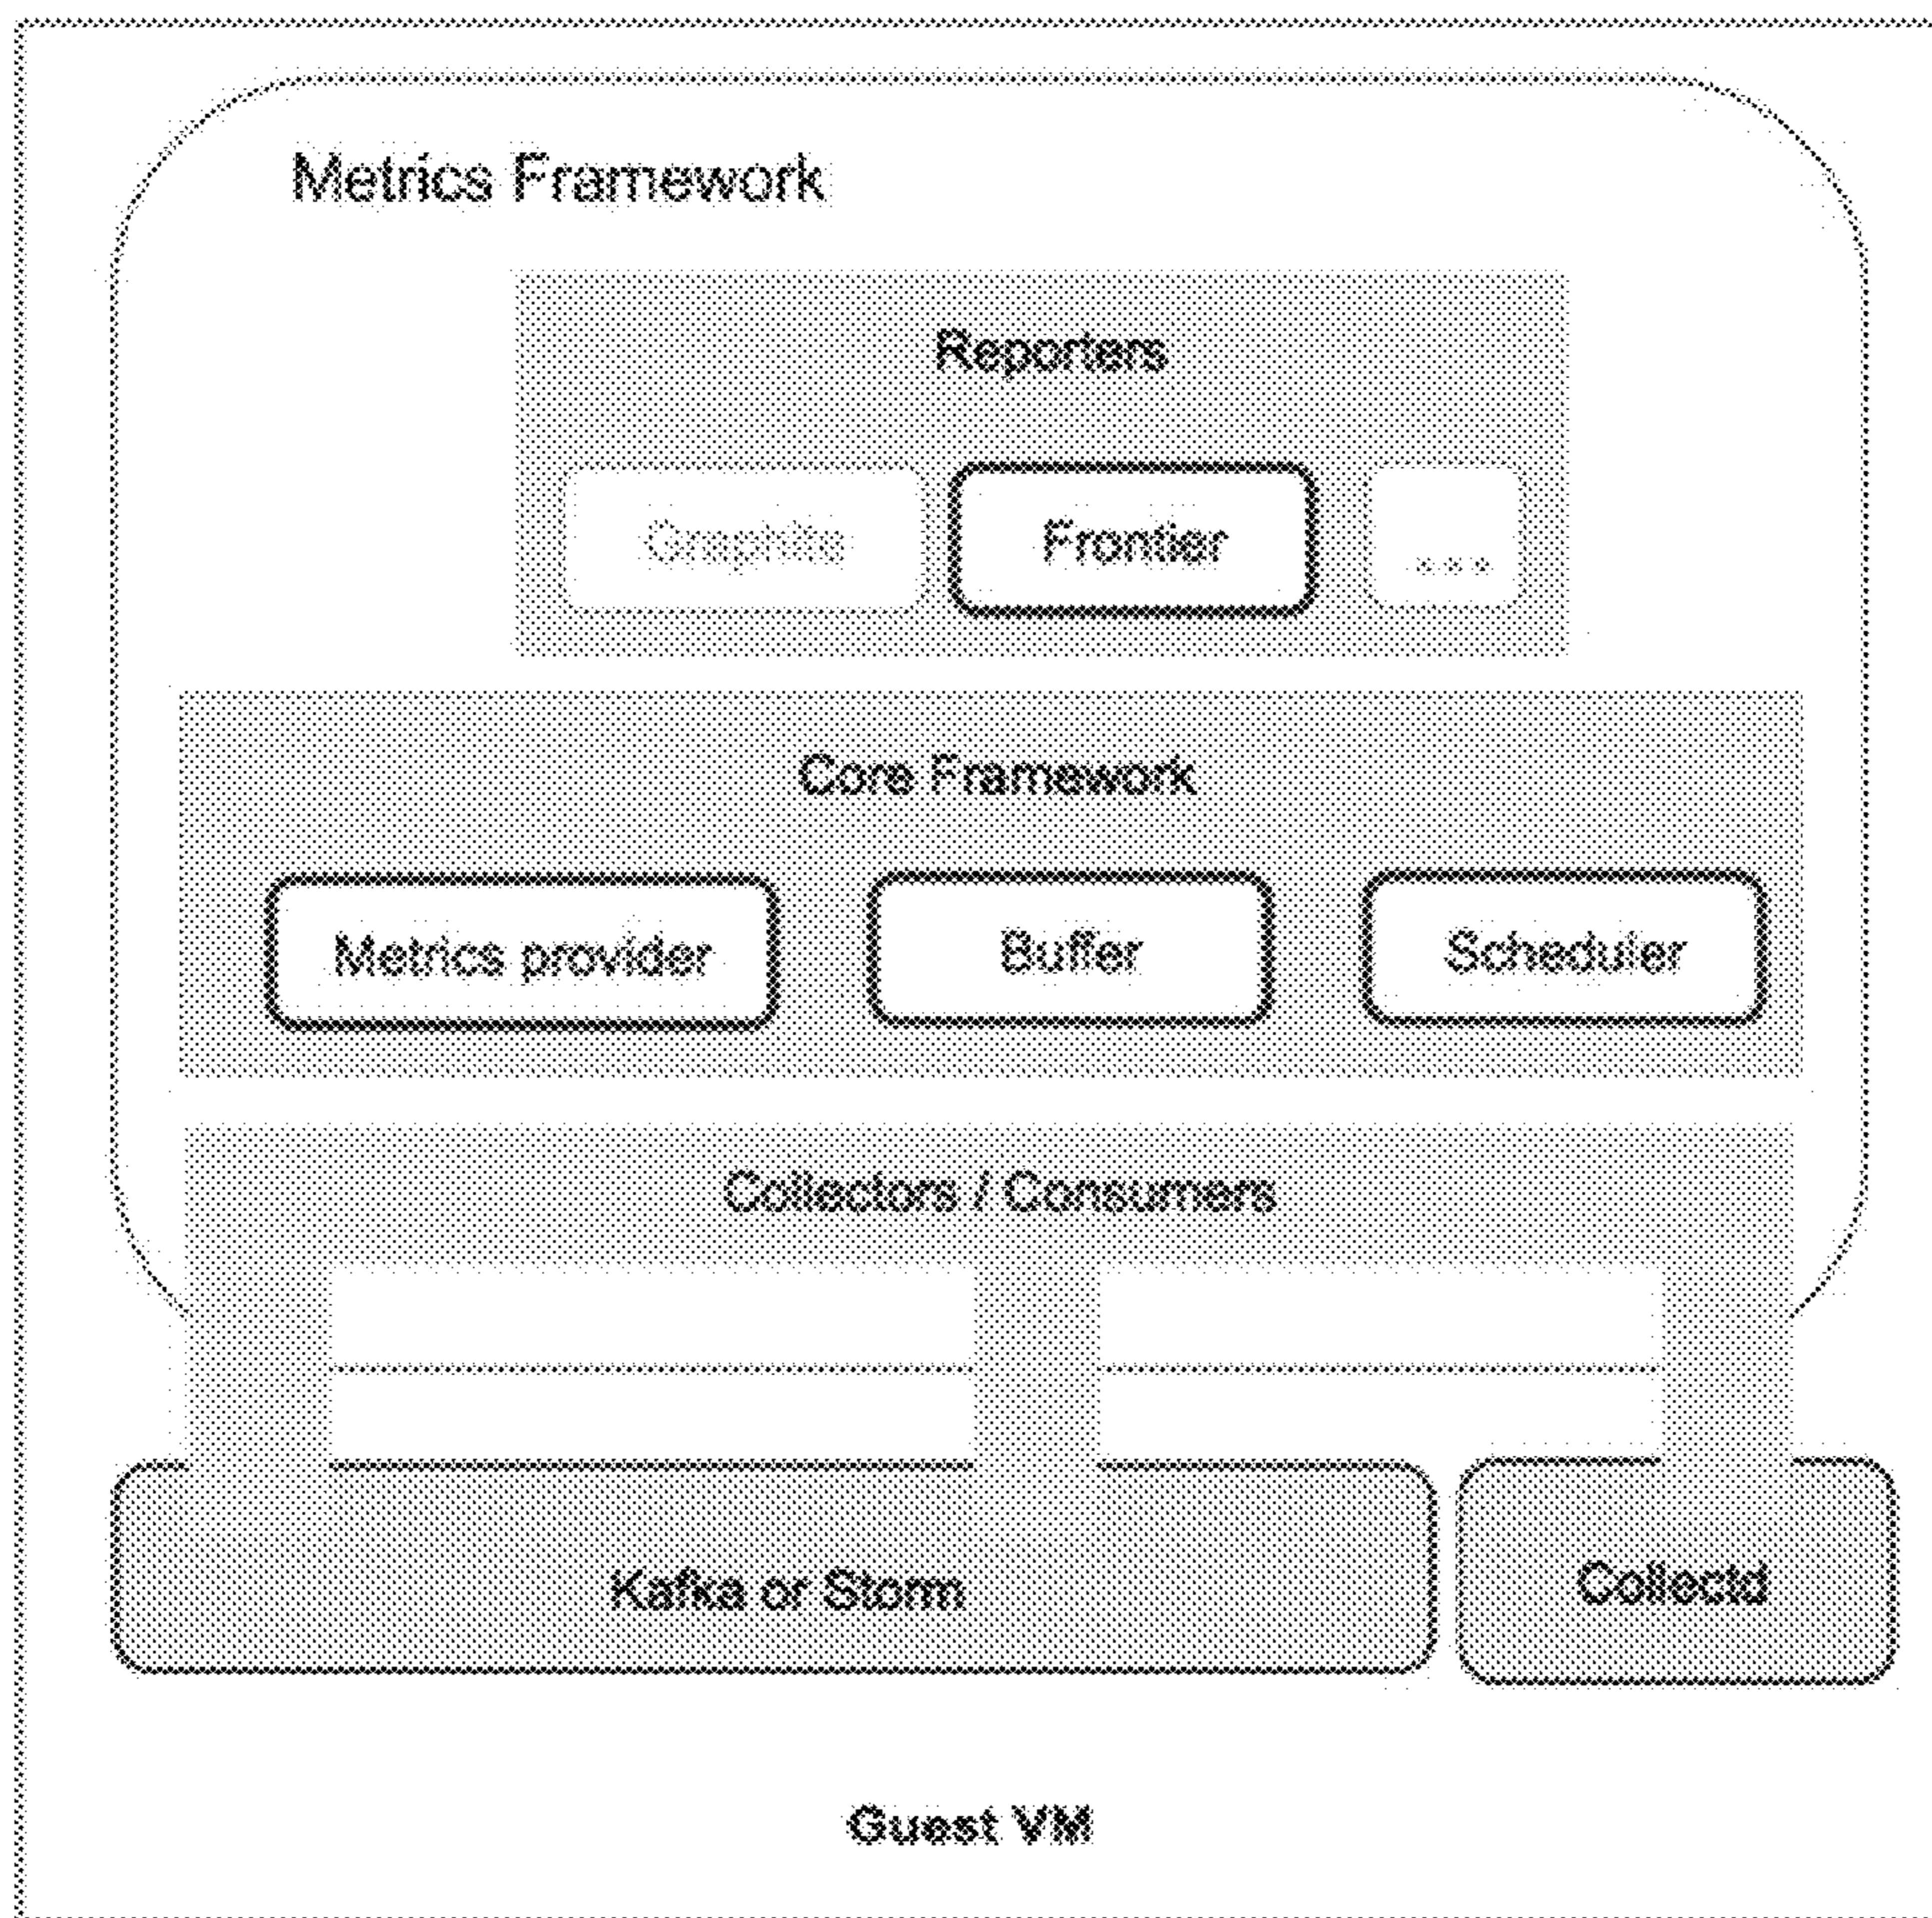 Metrics Framework
Reporters
Graphite
Frontier
...
Core Framework
Metrics provider
Buffer
Scheduler
Collectors / Consumers
Kafka or Storm
Collectd
Guest VM